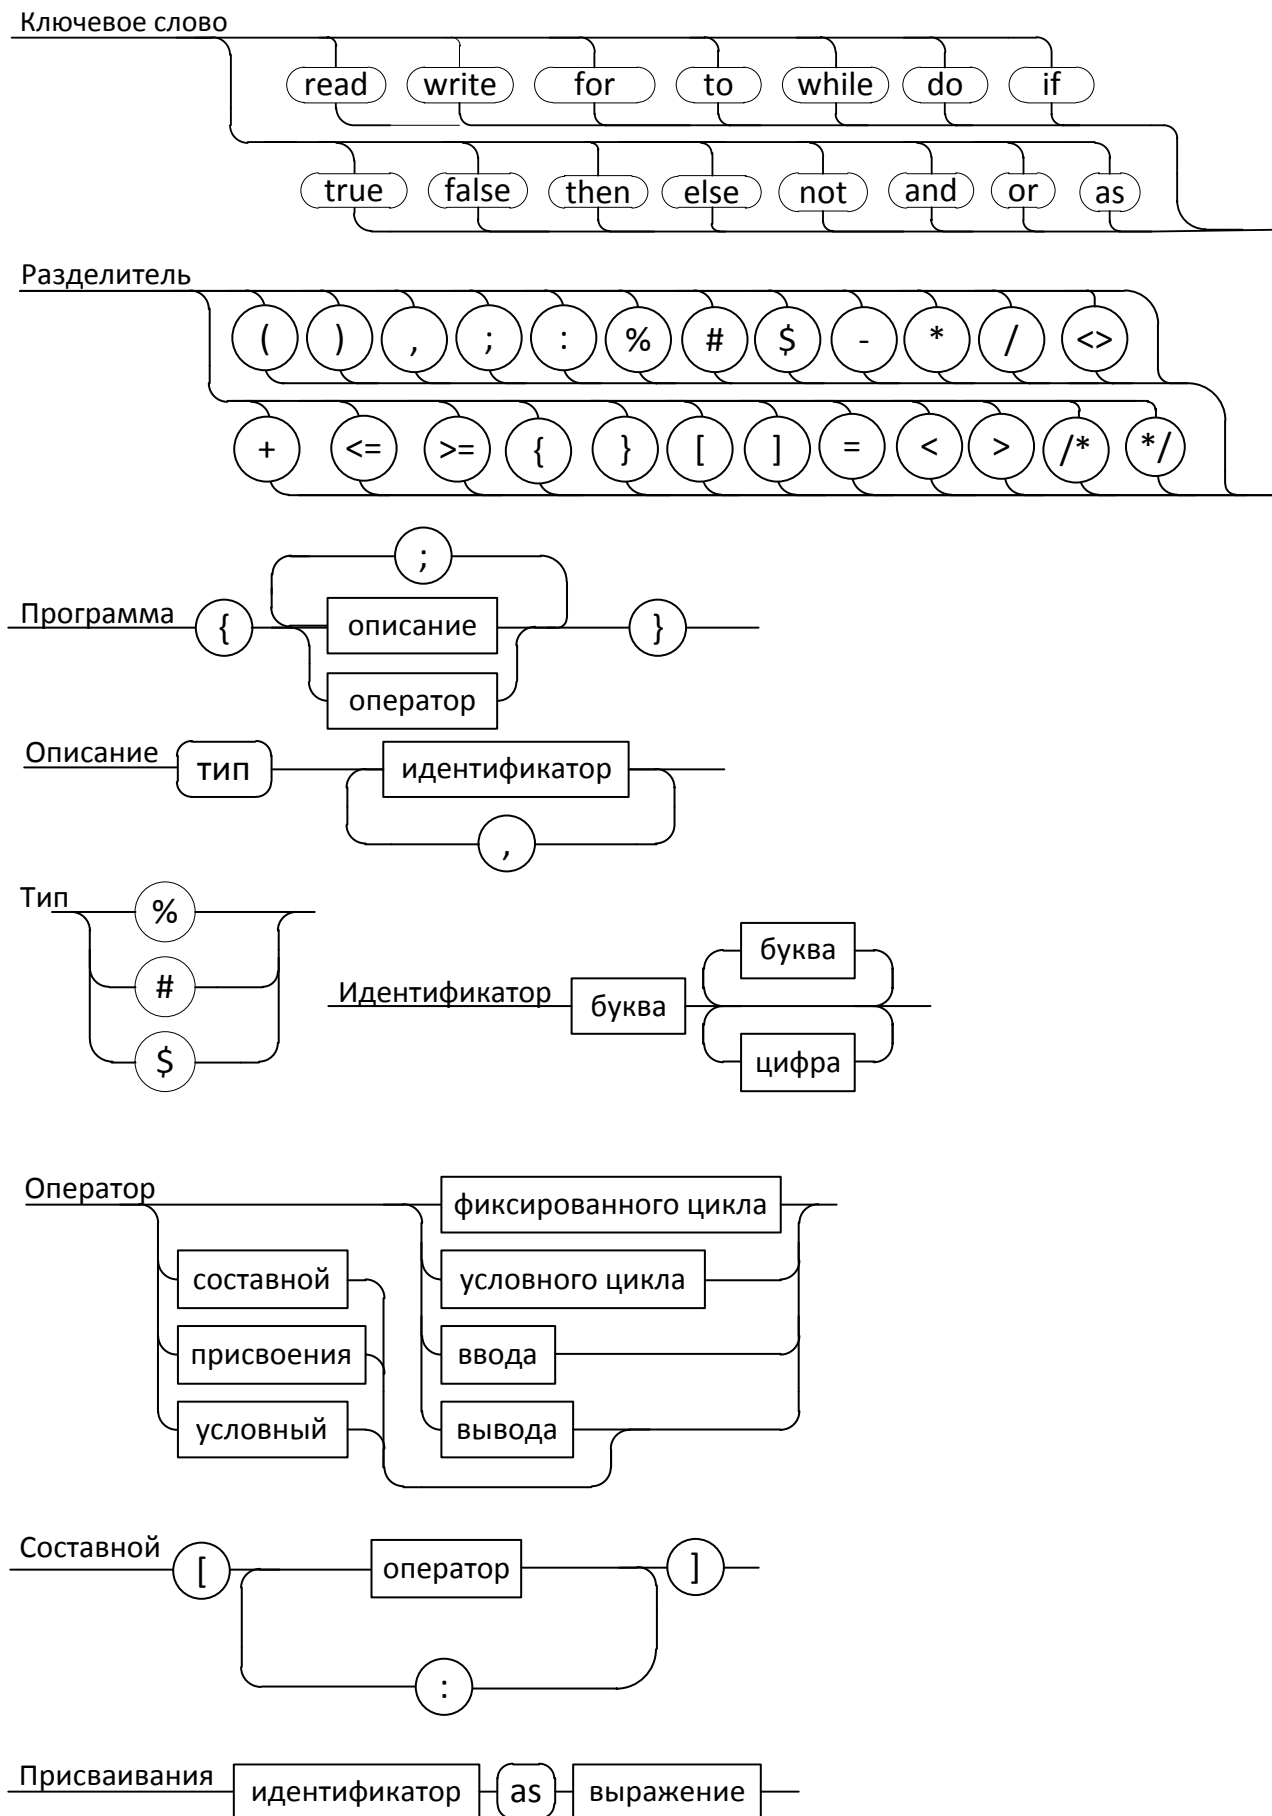 Ключевое слово
read write for to while do if
true false then else not and or as
Разделитель
( ) , ; : % # $ - * / <>
+ <= >= { } [ ] = < > /* */
;
Программа { описание }
оператор
Описание тип идентификатор
,
Тип %
#
$
буква
Идентификатор буква
цифра
Оператор фиксированного цикла
составной условного цикла
присвоения ввода
условный вывода
Составной [ оператор ]
:
Присваивания идентификатор as выражение